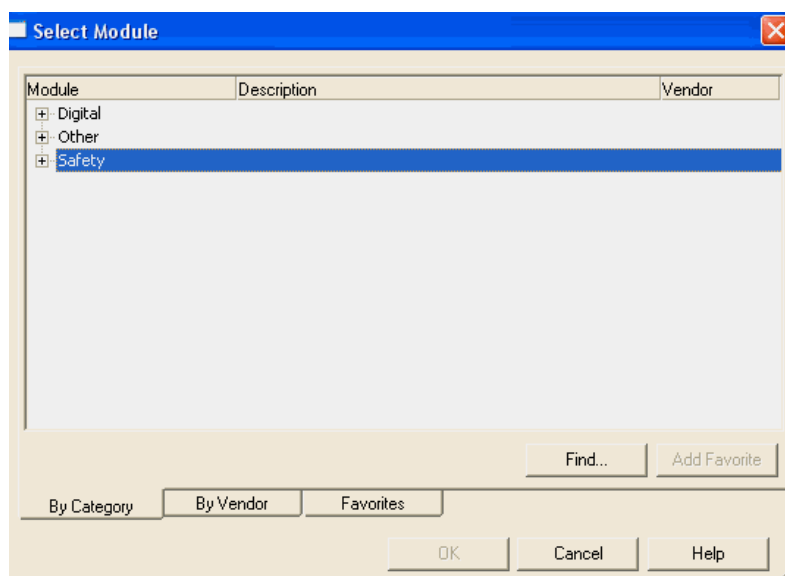 Select Module
Module Description Vendor
Digital
Other
Safety
Find... Add Favorite
By Category By Vendor Favorites
OK Cancel Help